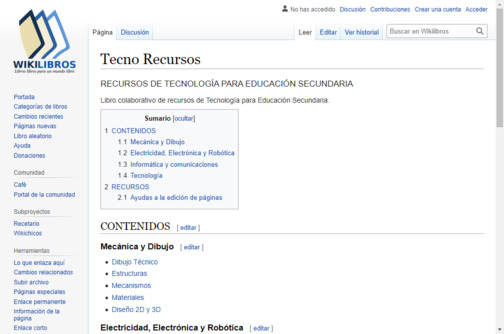 No has accedido Discusión Contribuciones Crear una cuenta Acceder
Página Discusión Leer Editar Ver historial Buscar en Wikilibros
WIKILIBROS
Libros libres para un mundo libre
Portada
Categorías de libros
Cambios recientes
Páginas nuevas
Libro aleatorio
Ayuda
Donaciones
Comunidad
Café
Portal de la comunidad
Subproyectos
Recetario
Wikichicos
Herramientas
Lo que enlaza aquí
Cambios relacionados
Subir archivo
Páginas especiales
Enlace permanente
Información de la
página
Enlace corto
Tecno Recursos
RECURSOS DE TECNOLOGÍA PARA EDUCACIÓN SECUNDARIA
Libro colaborativo de recursos de Tecnología para Educación Secundaria.
Sumario [ocultar]
1 CONTENIDOS
1.1 Mecánica y Dibujo
1.2 Electricidad, Electrónica y Robótica
1.3 Informática y comunicaciones
1.4 Tecnología
2 RECURSOS
2.1 Ayudas a la edición de páginas
CONTENIDOS [ editar ]
Mecánica y Dibujo [ editar ]
Dibujo Técnico
Estructuras
Mecanismos
Materiales
Diseño 2D y 3D
Electricidad, Electrónica y Robótica [ editar ]